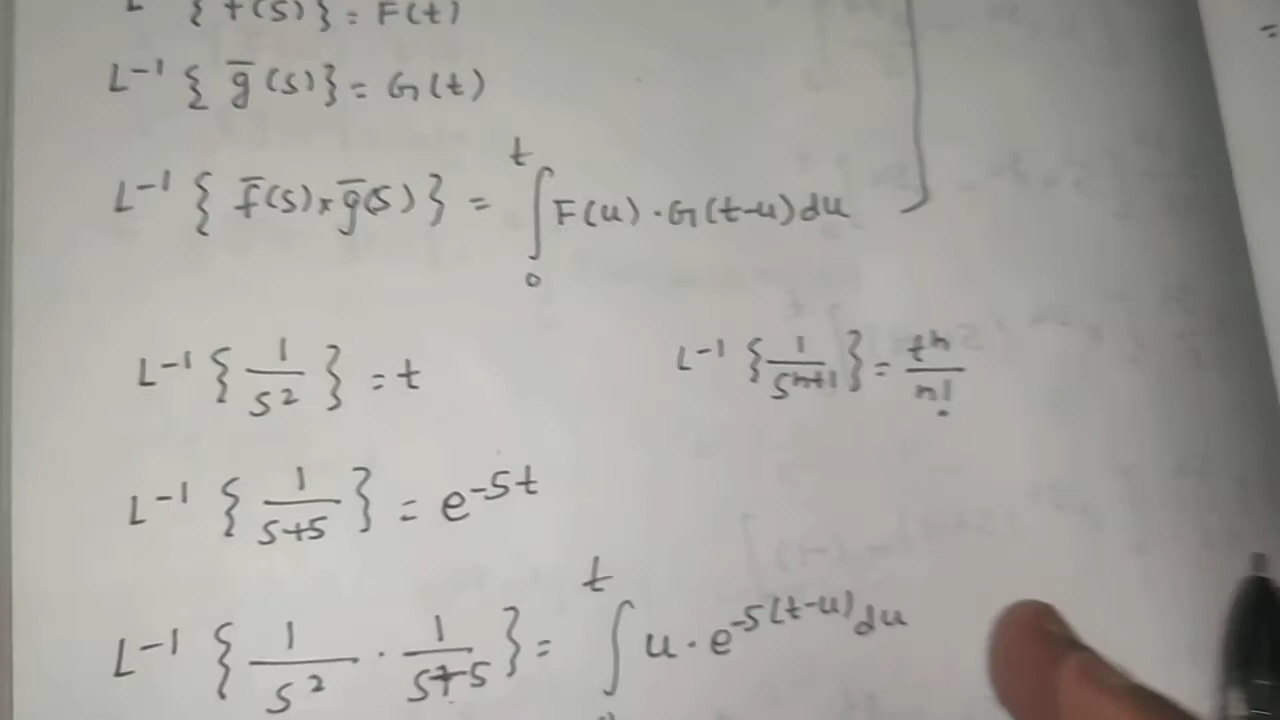 L⁻¹ { f(s) } = F(t)
L⁻¹ { g̅(s) } = G(t)
L⁻¹ { f̅(s) × g̅(s) } = ∫₀ᵗ F(u) · G(t-u) du
L⁻¹ { 1/s² } = t    L⁻¹ { 1/sⁿ⁺¹ } = tⁿ/n!
L⁻¹ { 1/s+5 } = e^-5t
L⁻¹ { 1/s² · 1/s+5 } = ∫ᵗ u · e^-5(t-u) du